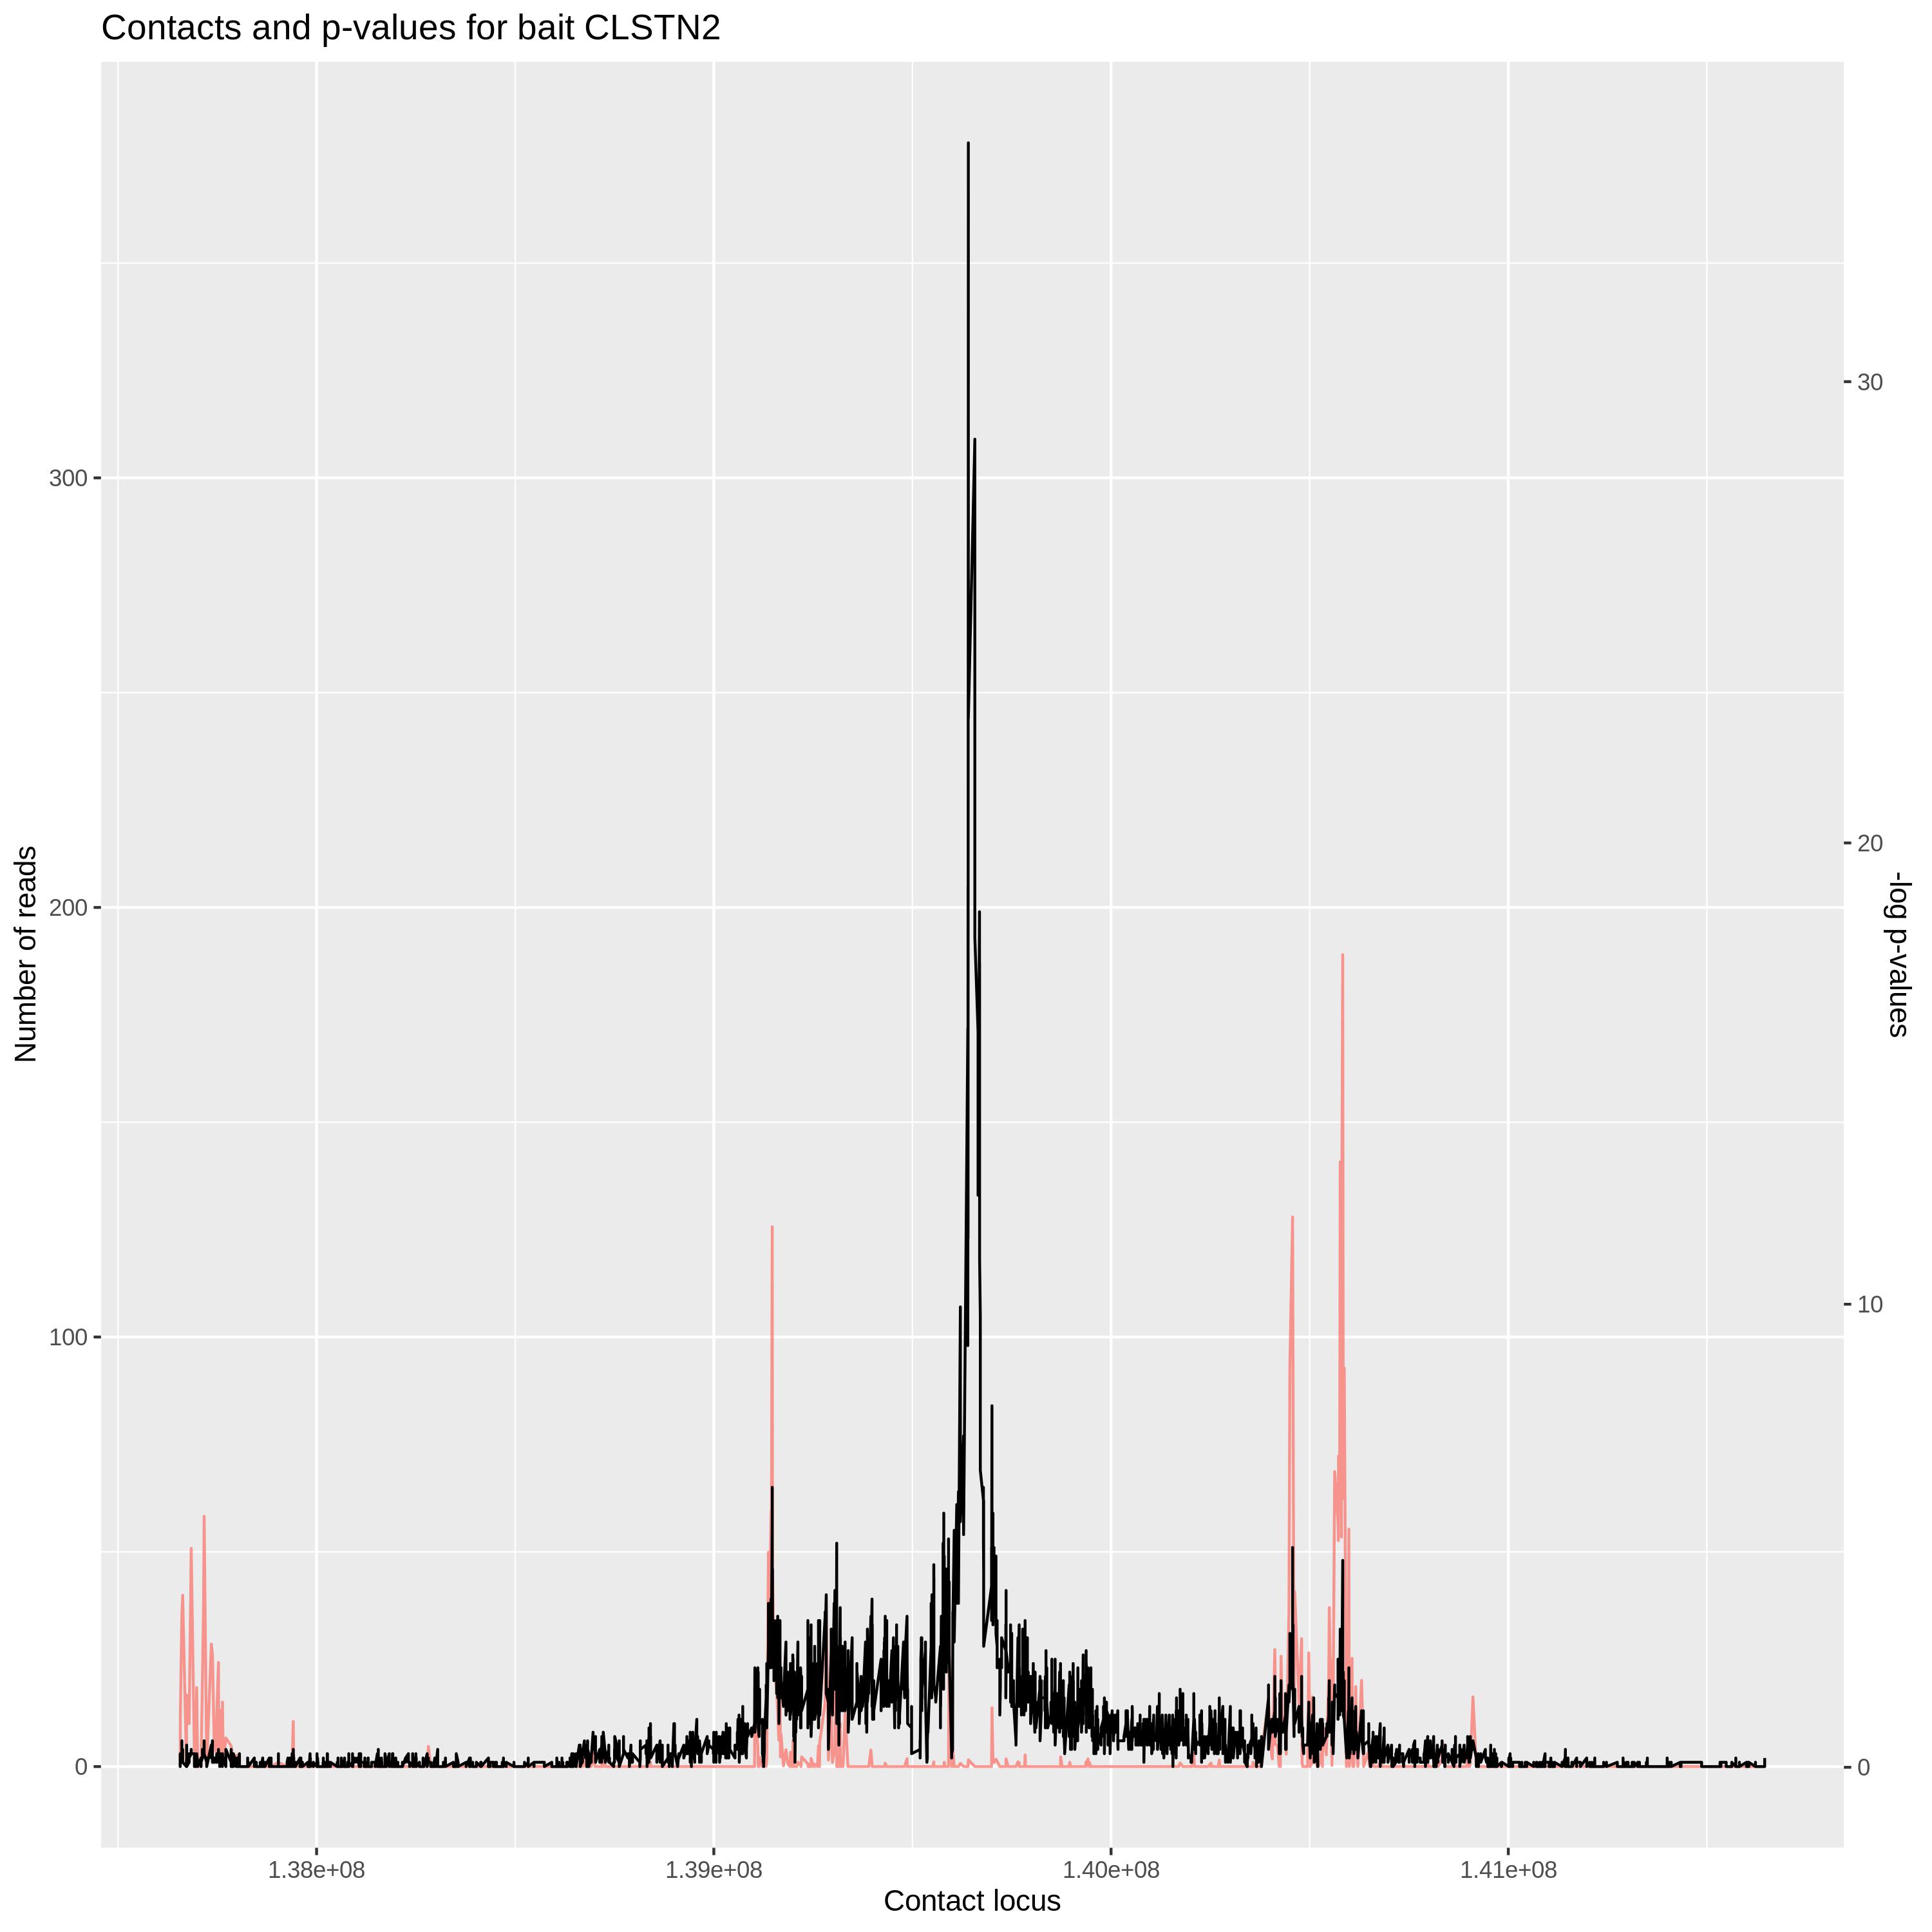 Contacts and p-values for bait CLSTN2
Number of reads
300
200
100
0
30
20
10
0
-log p-values
1.38e+08
1.39e+08
1.40e+08
1.41e+08
Contact locus